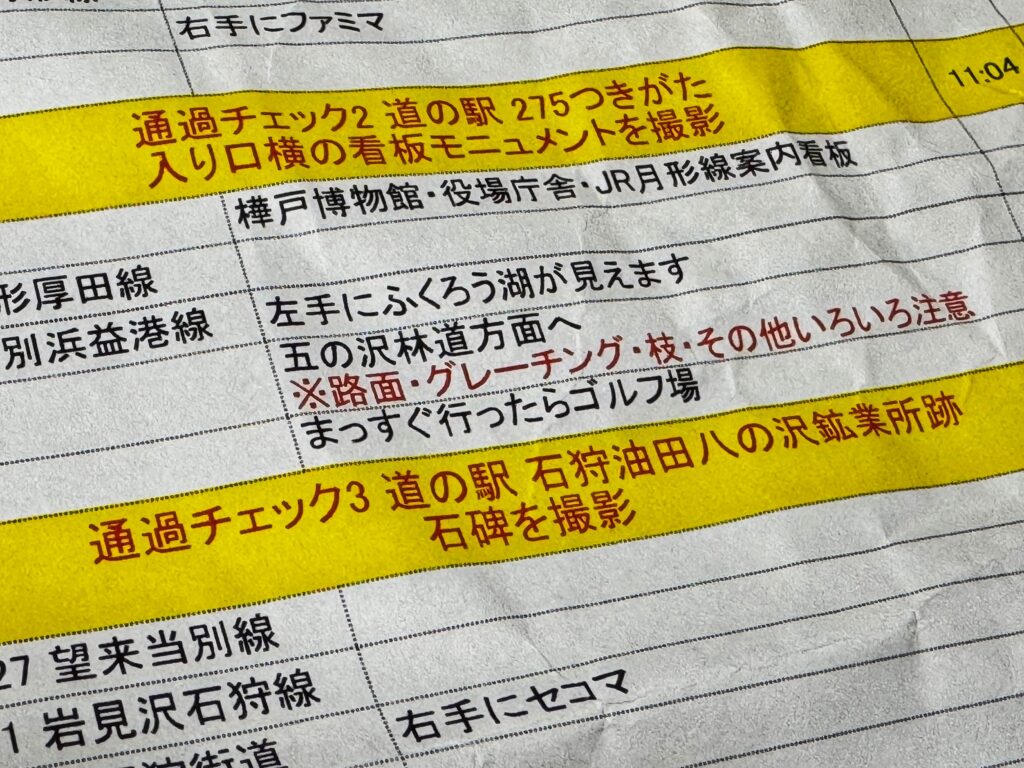 右手にファミマ
11:04
通過チェック2 道の駅 275つきがた
入り口横の看板モニュメントを撮影
樺戸博物館・役場庁舎・JR月形線案内看板
形厚田線
左手にふくろう湖が見えます
別浜益港線
五の沢林道方面へ
※路面・グレーチング・枝・その他いろいろ注意
まっすぐ行ったらゴルフ場
通過チェック3 道の駅 石狩油田八の沢鉱業所跡
石碑を撮影
27 望来当別線
1 岩見沢石狩線
右手にセコマ
狩街道